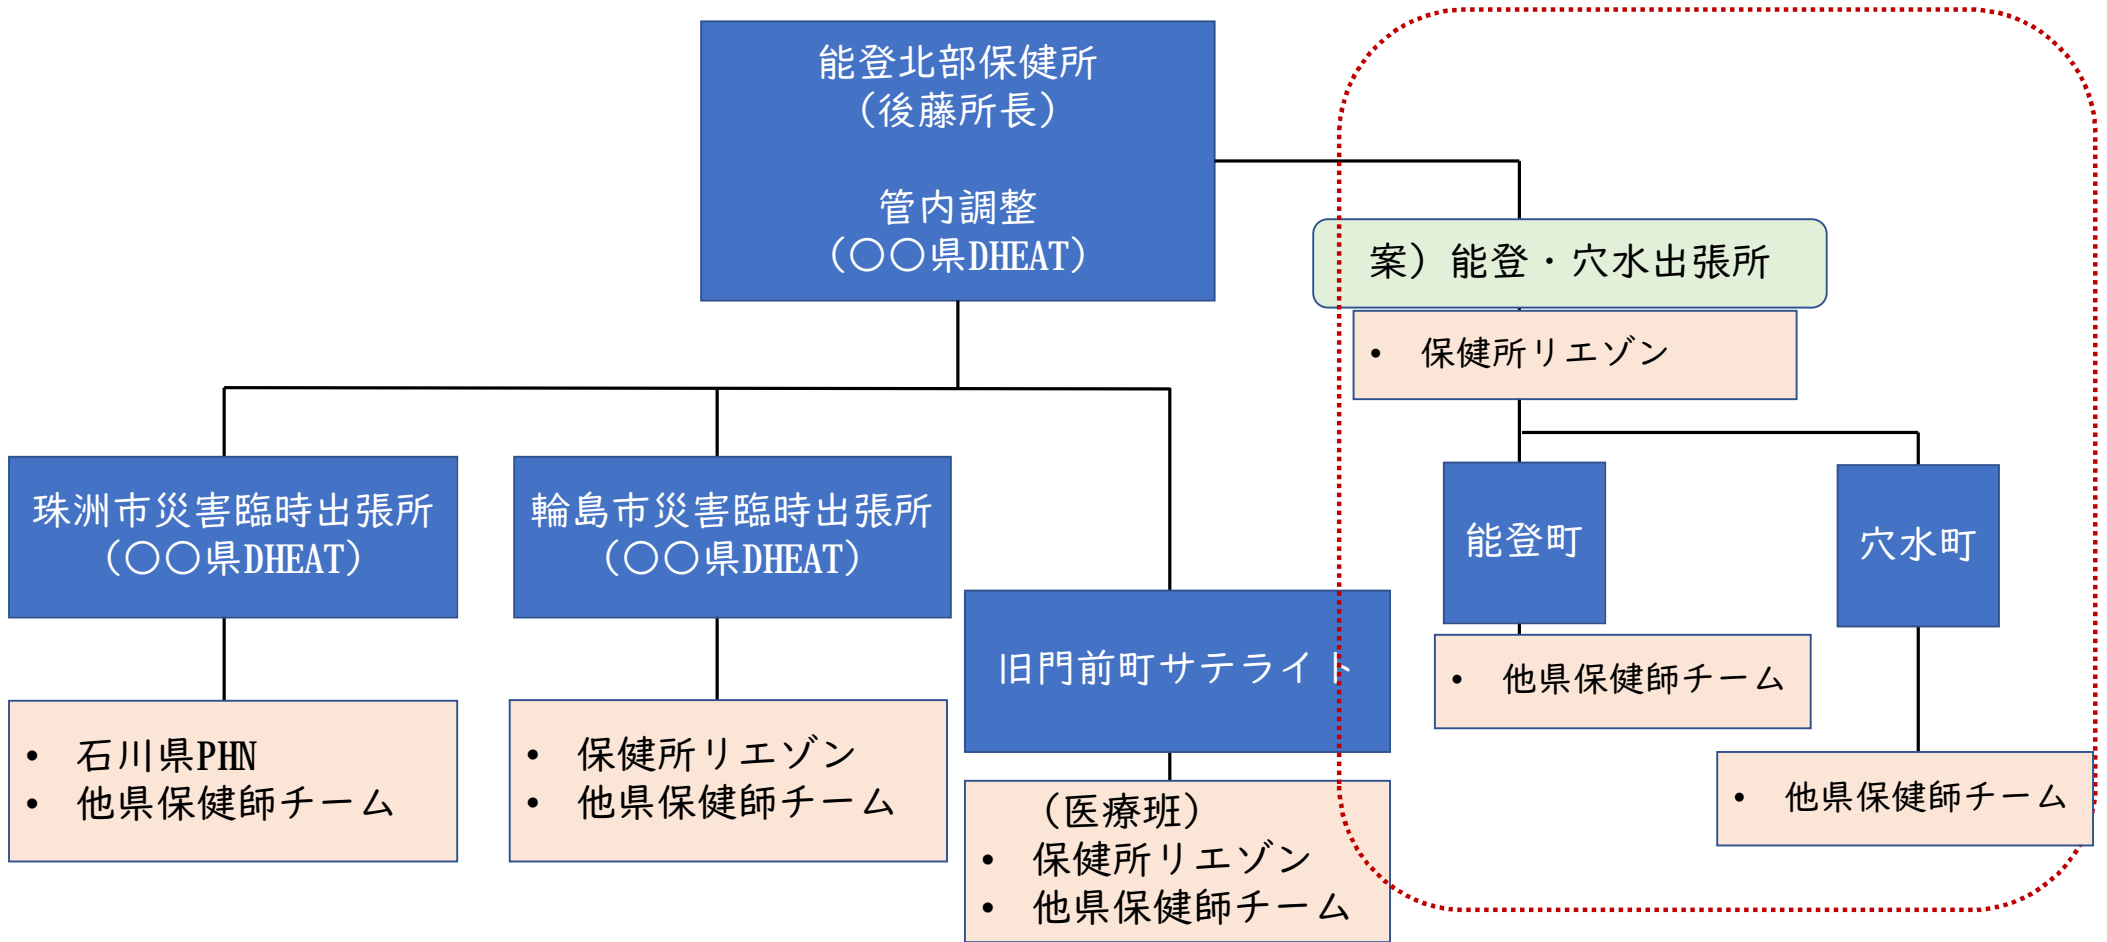 能登北部保健所
（後藤所長）
管内調整
（〇〇県DHEAT）
案）能登・穴水出張所
• 保健所リエゾン
珠洲市災害臨時出張所
（〇〇県DHEAT）
輪島市災害臨時出張所
（〇〇県DHEAT）
旧門前町サテライト
能登町
穴水町
• 石川県PHN
• 他県保健師チーム
• 保健所リエゾン
• 他県保健師チーム
（医療班）
• 保健所リエゾン
• 他県保健師チーム
• 他県保健師チーム
• 他県保健師チーム